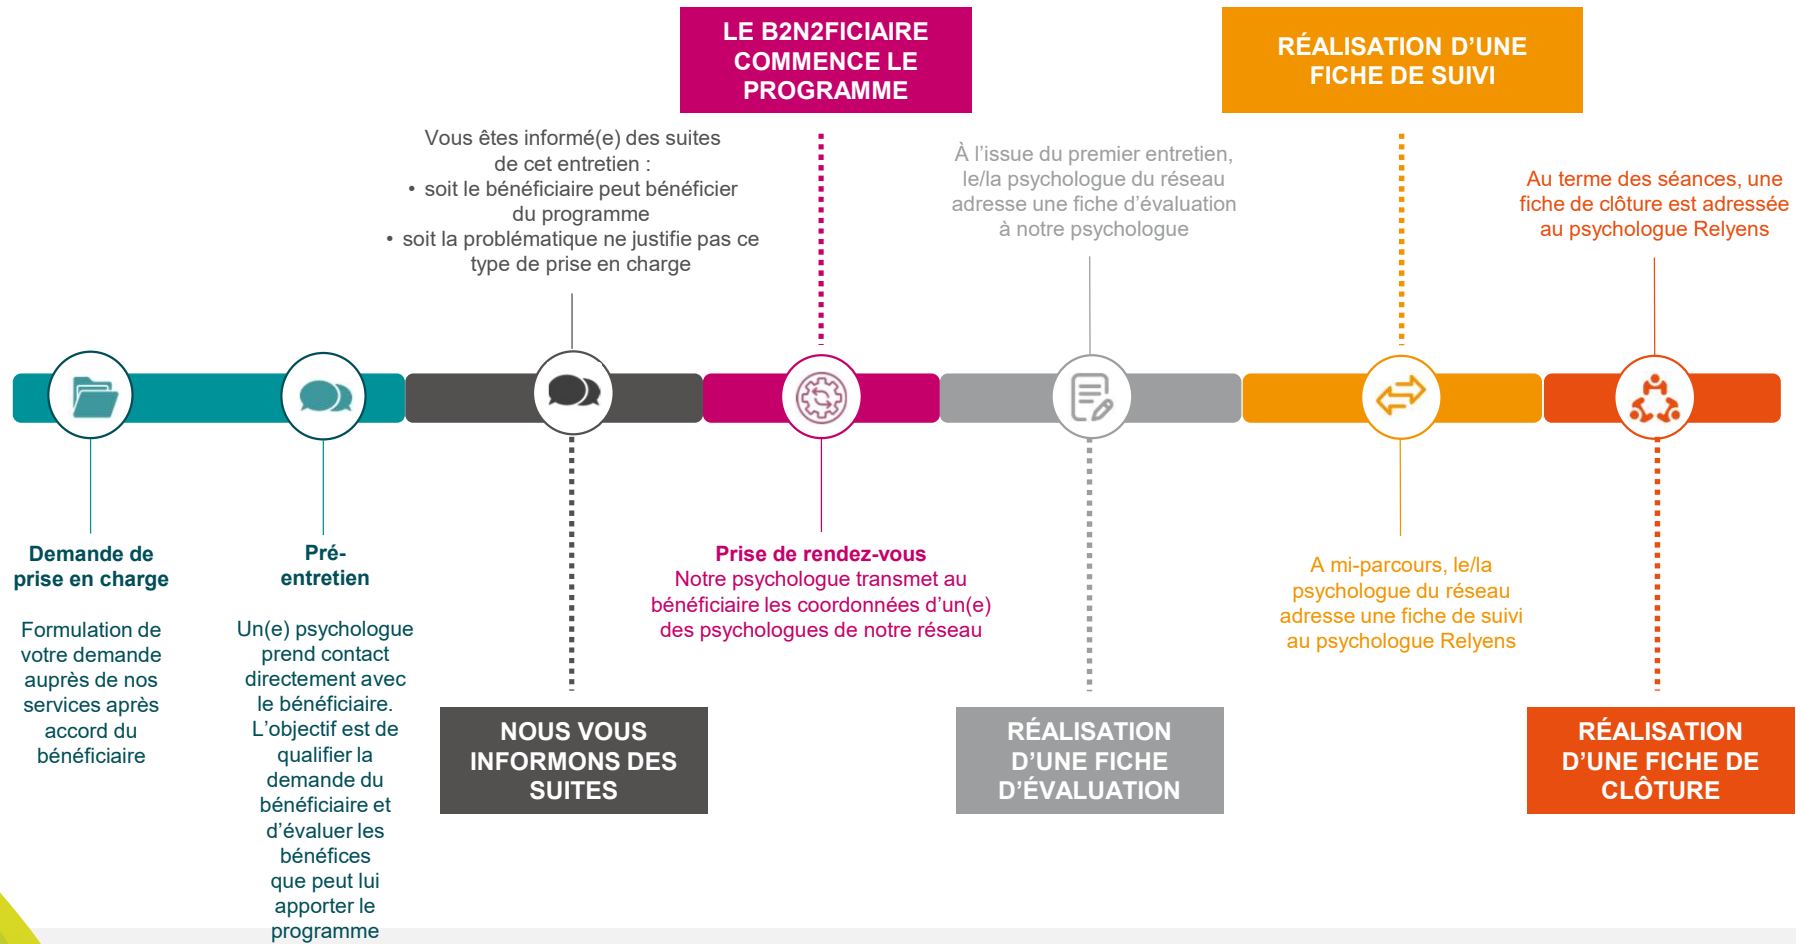 LE B2N2FICIAIRE
COMMENCE LE
PROGRAMME
RÉALISATION D’UNE
FICHE DE SUIVI
Vous êtes informé(e) des suites
de cet entretien :
• soit le bénéficiaire peut bénéficier
du programme
• soit la problématique ne justifie pas ce
type de prise en charge
À l’issue du premier entretien,
le/la psychologue du réseau
adresse une fiche d’évaluation
à notre psychologue
Au terme des séances, une
fiche de clôture est adressée
au psychologue Relyens
Demande de
prise en charge
Formulation de
votre demande
auprès de nos
services après
accord du
bénéficiaire
Pré-
entretien
Un(e) psychologue
prend contact
directement avec
le bénéficiaire.
L’objectif est de
qualifier la
demande du
bénéficiaire et
d’évaluer les
bénéfices
que peut lui
apporter le
programme
NOUS VOUS
INFORMONS DES
SUITES
Prise de rendez-vous
Notre psychologue transmet au
bénéficiaire les coordonnées d’un(e)
des psychologues de notre réseau
RÉALISATION
D’UNE FICHE
D’ÉVALUATION
A mi-parcours, le/la
psychologue du réseau
adresse une fiche de suivi
au psychologue Relyens
RÉALISATION
D’UNE FICHE DE
CLÔTURE